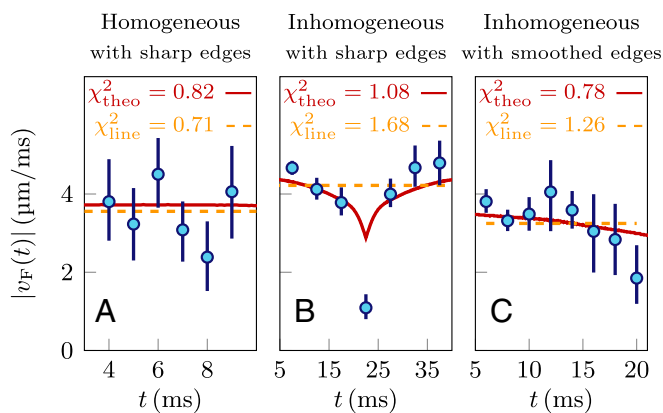 Homogeneous
with sharp edges
Inhomogeneous
with sharp edges
Inhomogeneous
with smoothed edges
χ²theo = 0.82
χ²line = 0.71
χ²theo = 1.08
χ²line = 1.68
χ²theo = 0.78
χ²line = 1.26
|vF(t)| (µm/ms)
4
2
0
A
B
C
4 6 8
5 15 25 35
5 10 15 20
t (ms)
t (ms)
t (ms)